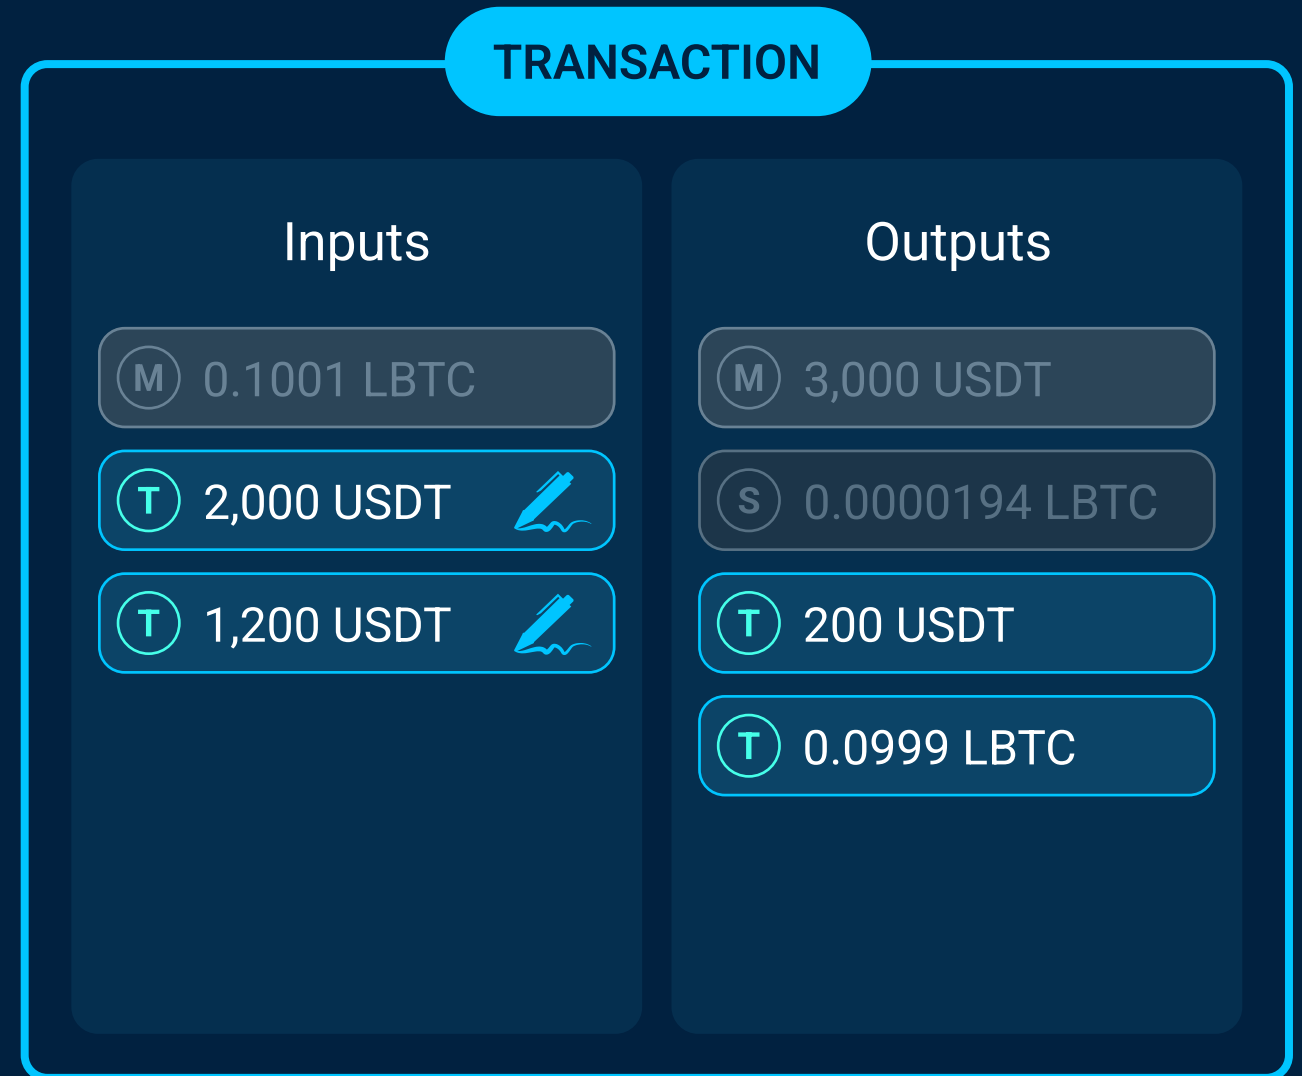 TRANSACTION
Inputs
M 0.1001 LBTC
T 2,000 USDT
T 1,200 USDT
Outputs
M 3,000 USDT
S 0.0000194 LBTC
T 200 USDT
T 0.0999 LBTC